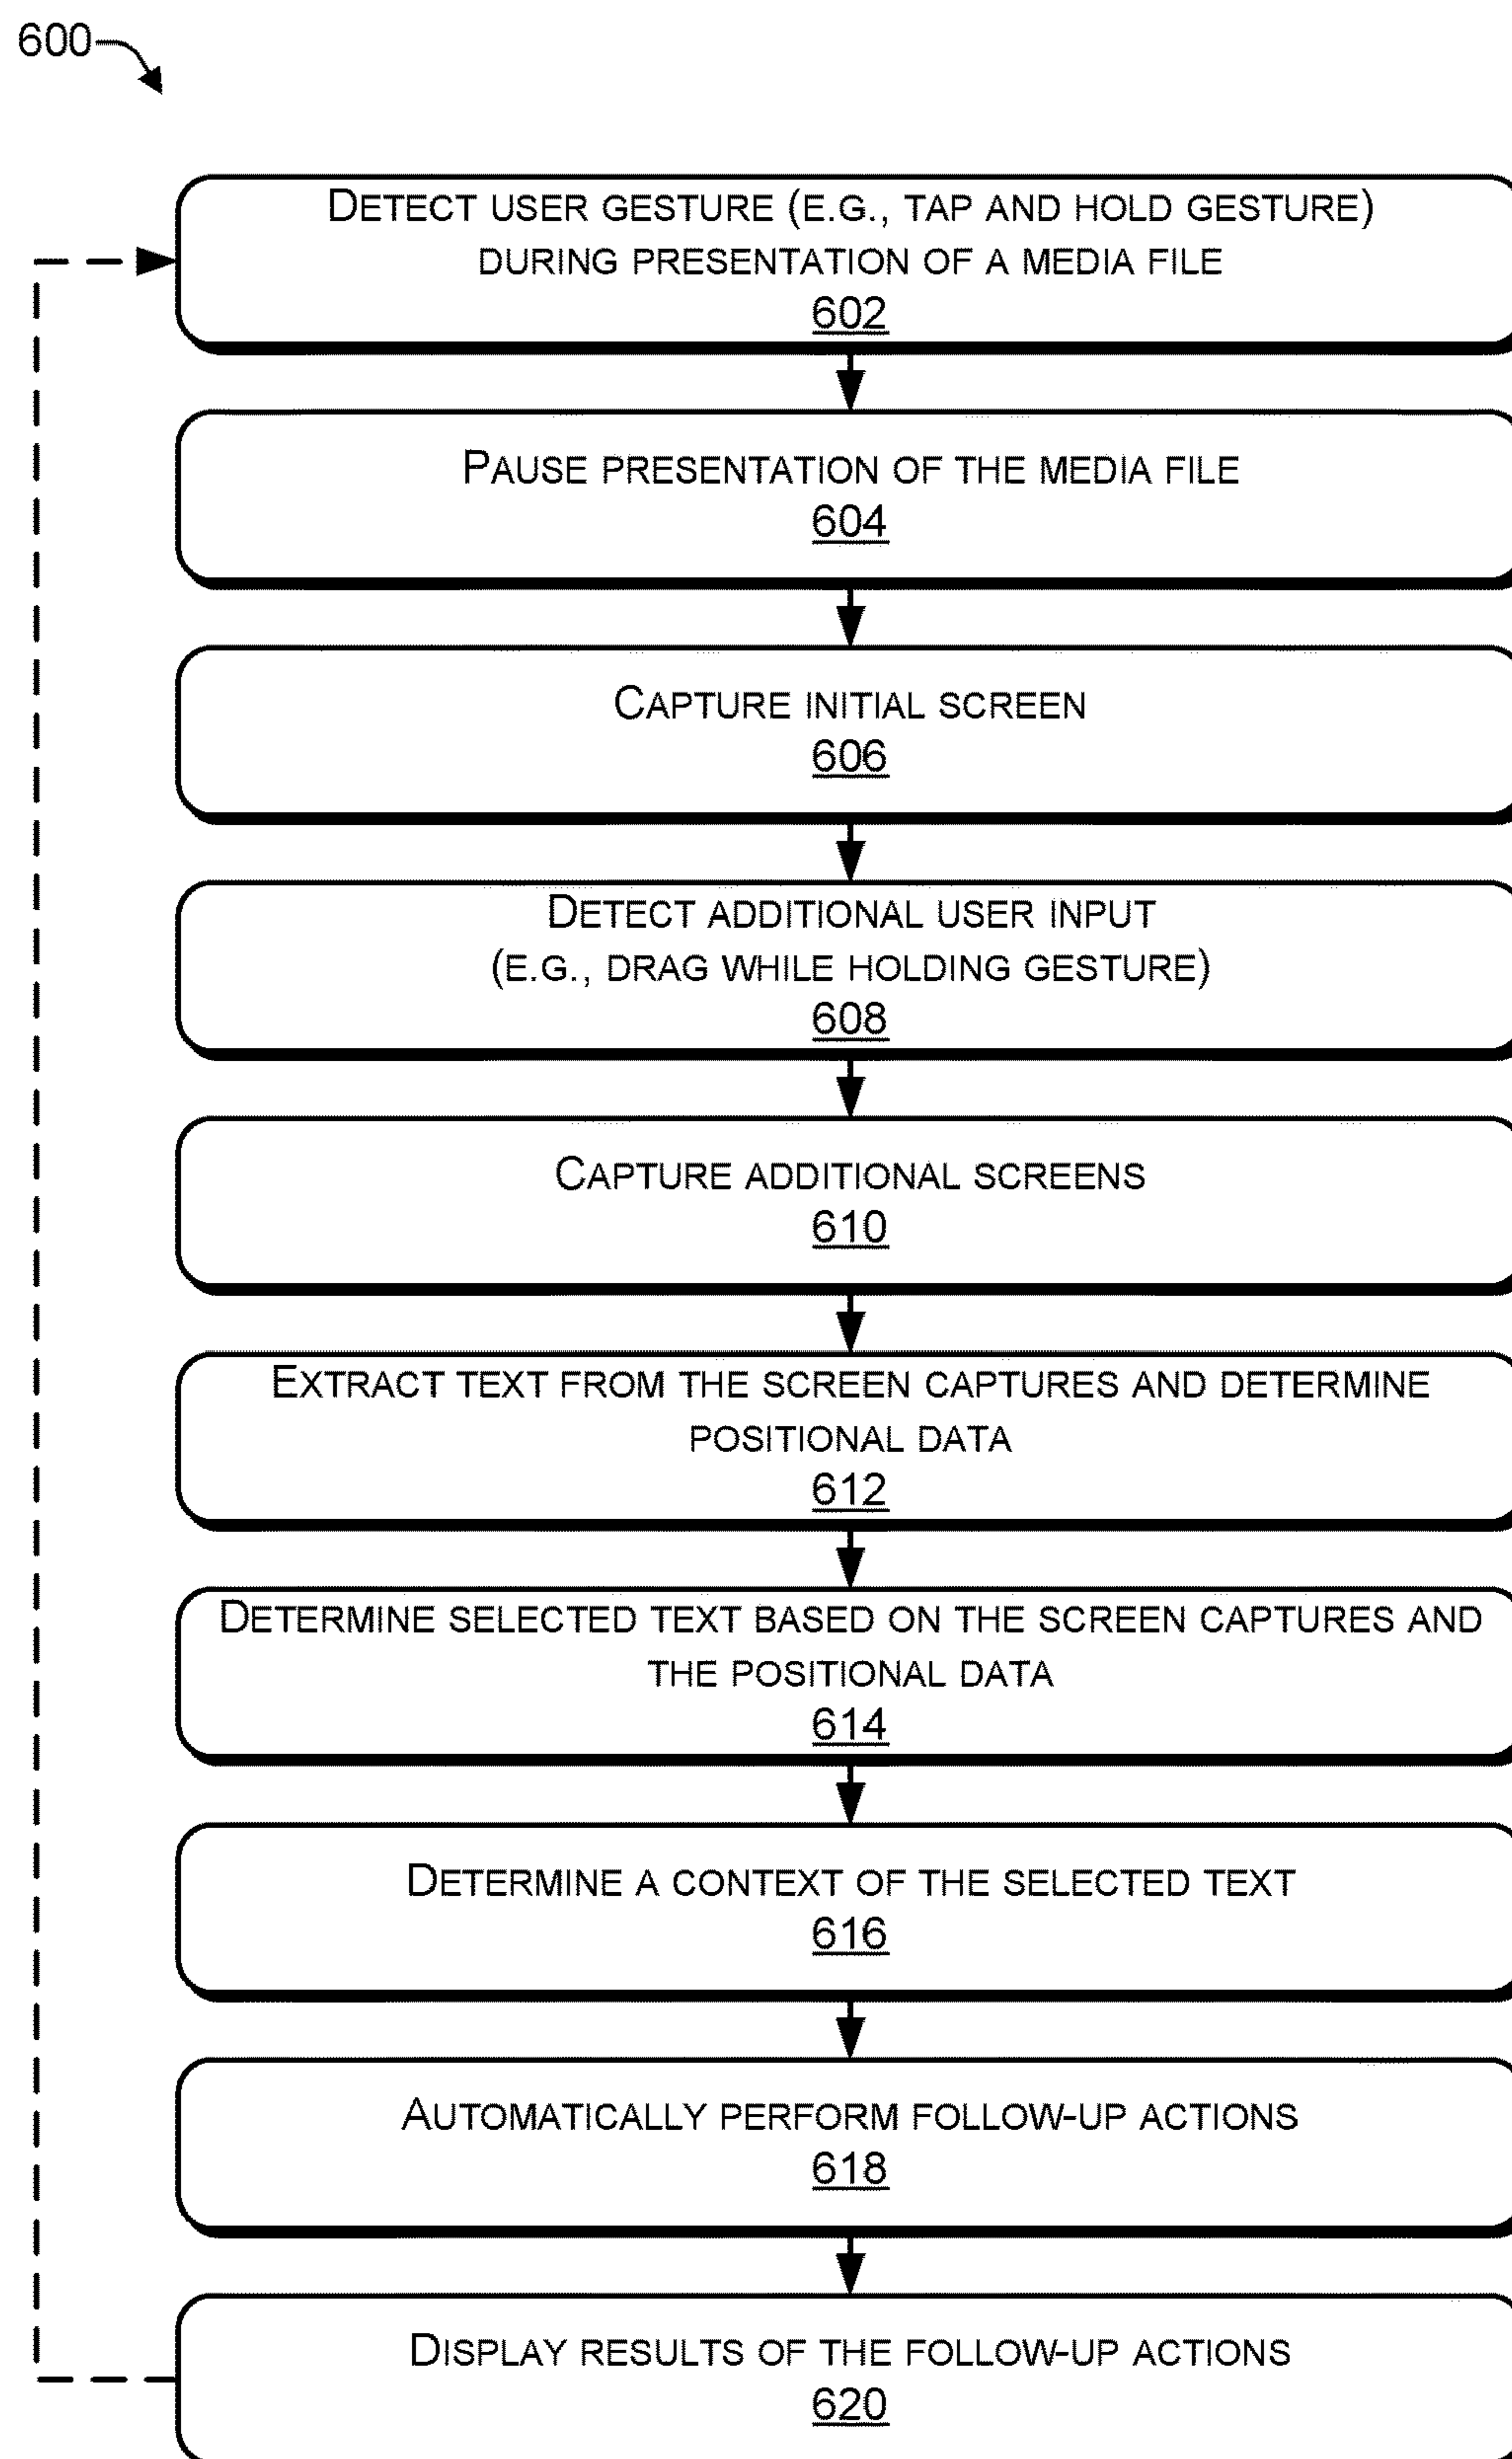 600
DETECT USER GESTURE (E.G., TAP AND HOLD GESTURE)
DURING PRESENTATION OF A MEDIA FILE
602
PAUSE PRESENTATION OF THE MEDIA FILE
604
CAPTURE INITIAL SCREEN
606
DETECT ADDITIONAL USER INPUT
(E.G., DRAG WHILE HOLDING GESTURE)
608
CAPTURE ADDITIONAL SCREENS
610
EXTRACT TEXT FROM THE SCREEN CAPTURES AND DETERMINE
POSITIONAL DATA
612
DETERMINE SELECTED TEXT BASED ON THE SCREEN CAPTURES AND
THE POSITIONAL DATA
614
DETERMINE A CONTEXT OF THE SELECTED TEXT
616
AUTOMATICALLY PERFORM FOLLOW-UP ACTIONS
618
DISPLAY RESULTS OF THE FOLLOW-UP ACTIONS
620